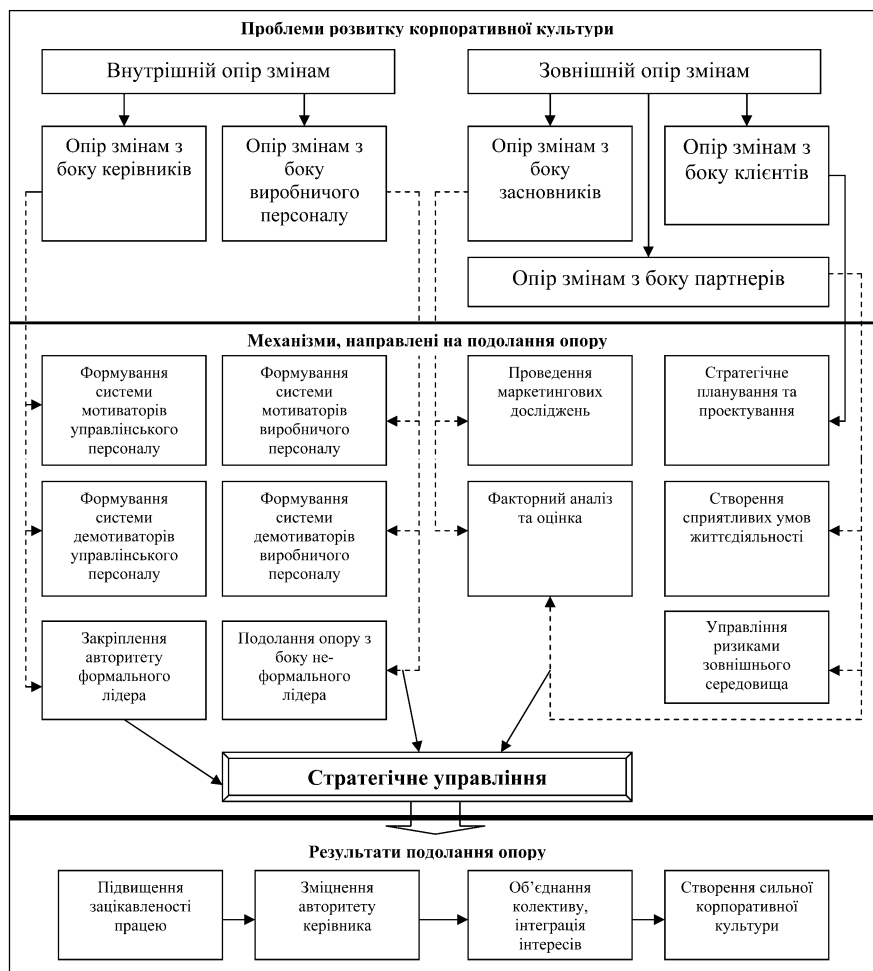 Проблеми розвитку корпоративної культури
Внутрішній опір змінам
Зовнішній опір змінам
Опір змінам з
боку керівників
Опір змінам з
боку
виробничого
персоналу
Опір змінам з
боку
засновників
Опір змінам з
боку клієнтів
Опір змінам з боку партнерів
Механізми, направлені на подолання опору
Формування
системи
мотиваторів
управлінського
персоналу
Формування
системи
мотиваторів
виробничого
персоналу
Проведення
маркетингових
досліджень
Стратегічне
планування та
проектування
Формування
системи
демотиваторів
управлінського
персоналу
Формування
системи
демотиваторів
виробничого
персоналу
Факторний аналіз
та оцінка
Створення
сприятливих умов
життєдіяльності
Закріплення
авторитету
формального
лідера
Подолання опору з
боку не-
формального
лідера
Управління
ризиками
зовнішнього
середовища
Стратегічне управління
Результати подолання опору
Підвищення
зацікавленості
працею
Зміцнення
авторитету
керівника
Об’єднання
колективу,
інтеграція
інтересів
Створення сильної
корпоративної
культури